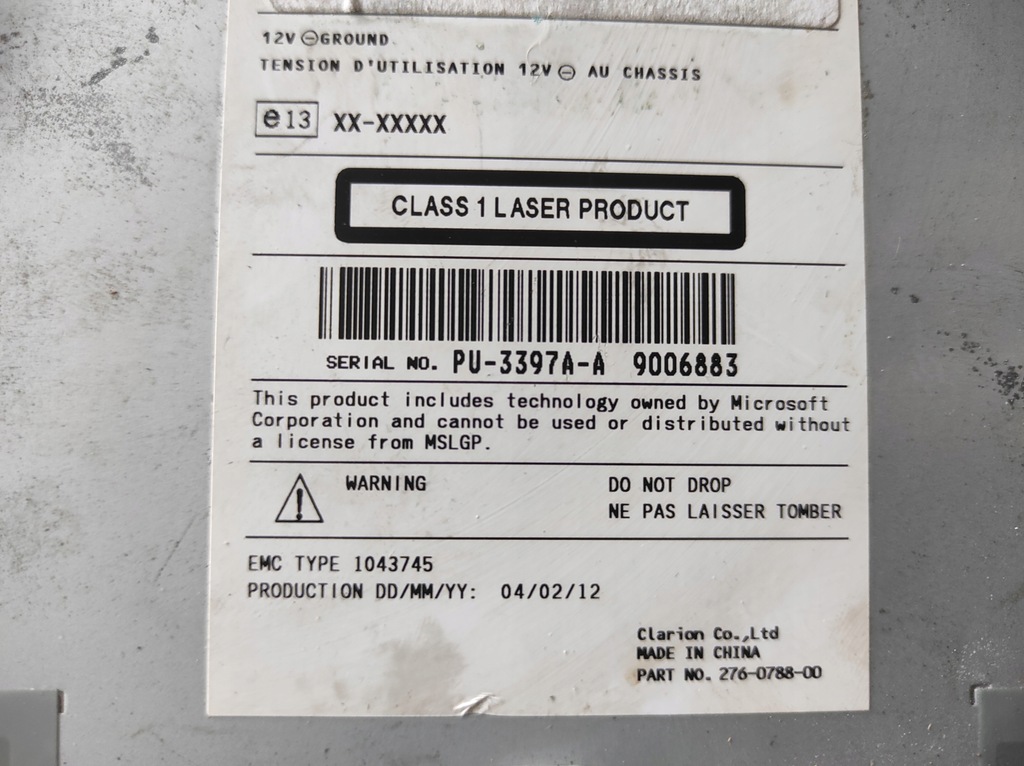 12V ⊖GROUND
TENSION D'UTILISATION 12V ⊖ AU CHASSIS
e13 XX-XXXXX
CLASS 1 LASER PRODUCT
SERIAL NO. PU-3397A-A 9006883
This product includes technology owned by Microsoft
Corporation and cannot be used or distributed without
a license from MSLGP.
WARNING DO NOT DROP
NE PAS LAISSER TOMBER
EMC TYPE 1043745
PRODUCTION DD/MM/YY: 04/02/12
Clarion Co.,Ltd
MADE IN CHINA
PART NO. 276-0788-00